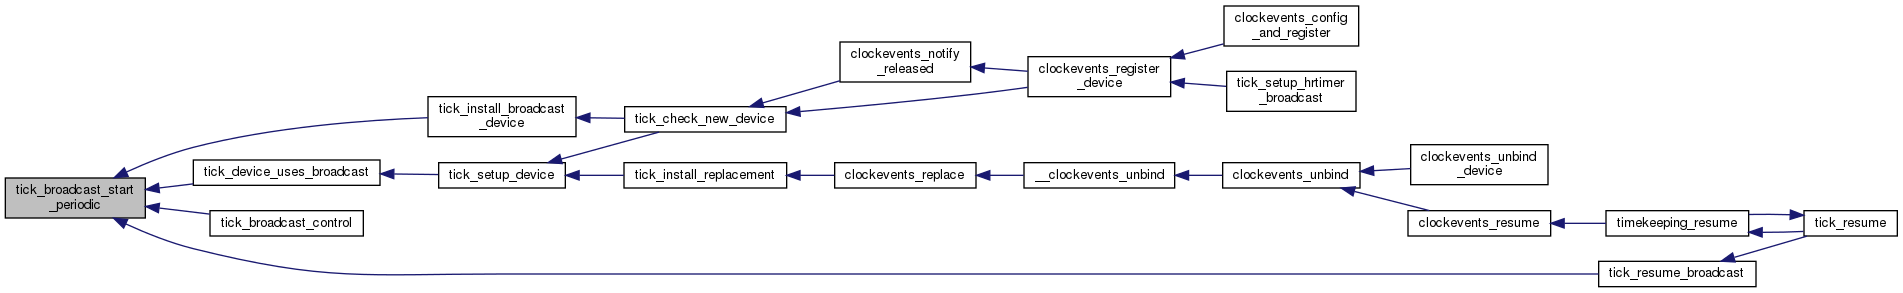 clockevents_config
_and_register
clockevents_notify
_released
clockevents_register
_device
tick_setup_hrtimer
_broadcast
tick_install_broadcast
_device
tick_check_new_device
tick_broadcast_start
_periodic
tick_device_uses_broadcast
tick_setup_device
tick_install_replacement
clockevents_replace
__clockevents_unbind
clockevents_unbind
clockevents_unbind
_device
tick_broadcast_control
clockevents_resume
timekeeping_resume
tick_resume
tick_resume_broadcast